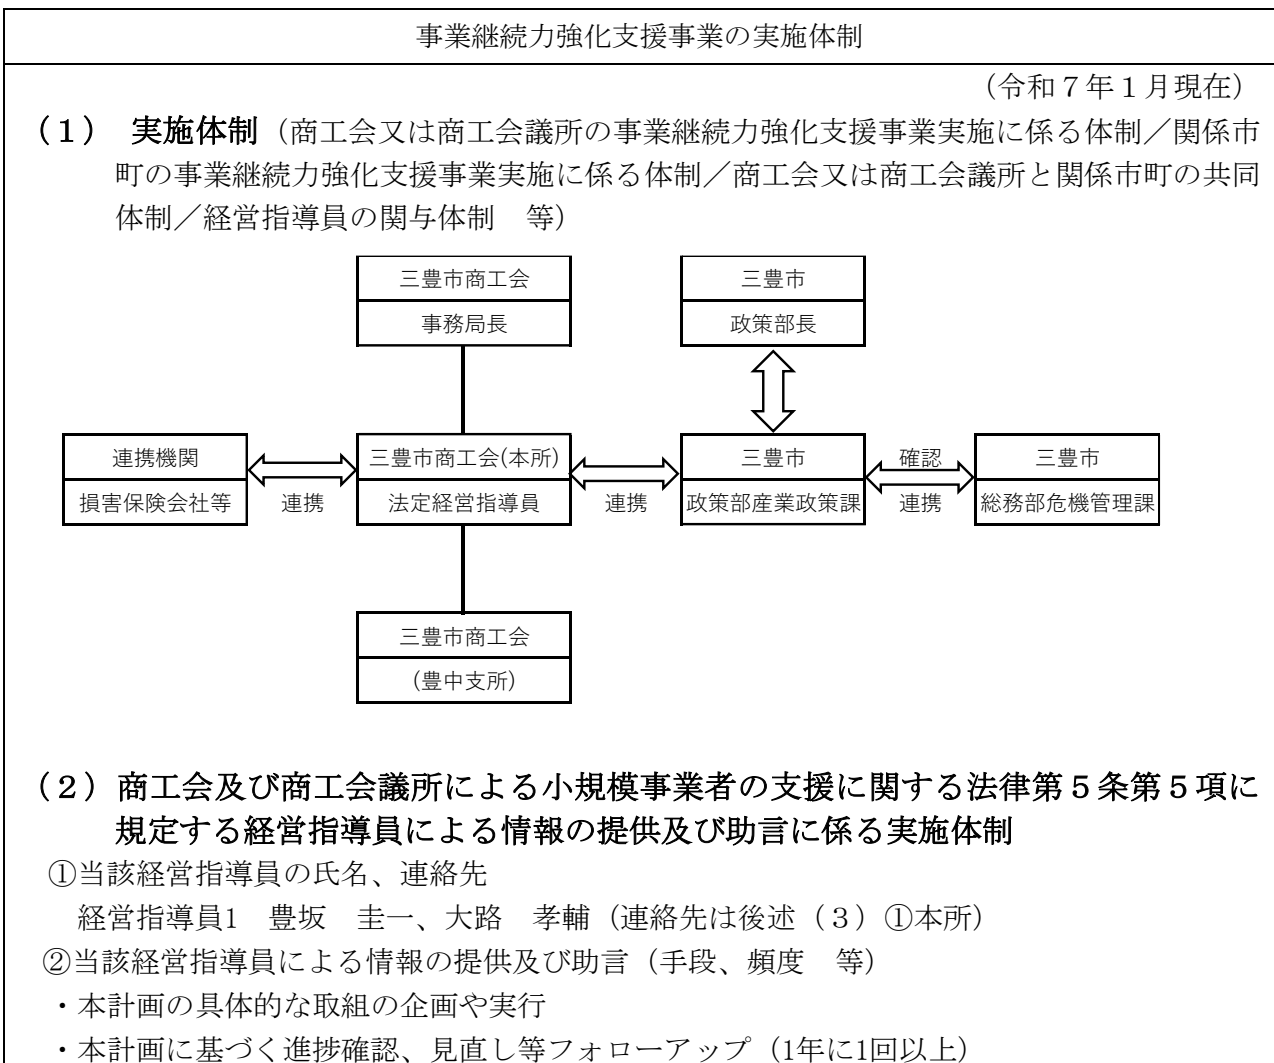 事業継続力強化支援事業の実施体制
（令和７年１月現在）
（１）　実施体制（商工会又は商工会議所の事業継続力強化支援事業実施に係る体制／関係市
町の事業継続力強化支援事業実施に係る体制／商工会又は商工会議所と関係市町の共同
体制／経営指導員の関与体制　等）
三豊市商工会
事務局長
三豊市
政策部長
連携機関
損害保険会社等
連携
三豊市商工会(本所)
法定経営指導員
連携
三豊市
政策部産業政策課
確認
連携
三豊市
総務部危機管理課
三豊市商工会
(豊中支所)
（２）商工会及び商工会議所による小規模事業者の支援に関する法律第５条第５項に
規定する経営指導員による情報の提供及び助言に係る実施体制
①当該経営指導員の氏名、連絡先
経営指導員1　豊坂　圭一、大路　孝輔（連絡先は後述（３）①本所）
②当該経営指導員による情報の提供及び助言（手段、頻度　等）
・本計画の具体的な取組の企画や実行
・本計画に基づく進捗確認、見直し等フォローアップ（1年に1回以上）